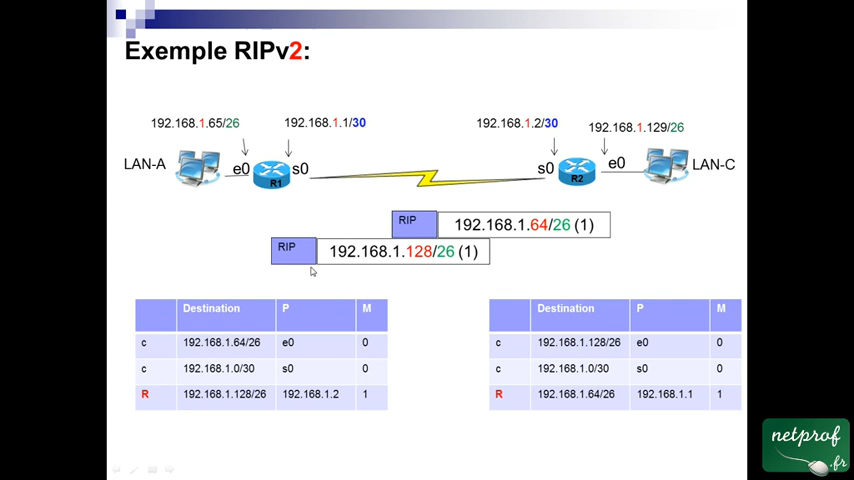 Exemple RIPv2:
192.168.1.65/26
192.168.1.1/30
192.168.1.2/30
192.168.1.129/26
LAN-A
e0
R1
s0
s0
R2
e0
LAN-C
RIP
192.168.1.64/26 (1)
RIP
192.168.1.128/26 (1)
Destination P M
c 192.168.1.64/26 e0 0
c 192.168.1.0/30 s0 0
R 192.168.1.128/26 192.168.1.2 1
Destination P M
c 192.168.1.128/26 e0 0
c 192.168.1.0/30 s0 0
R 192.168.1.64/26 192.168.1.1 1
netprof
.fr